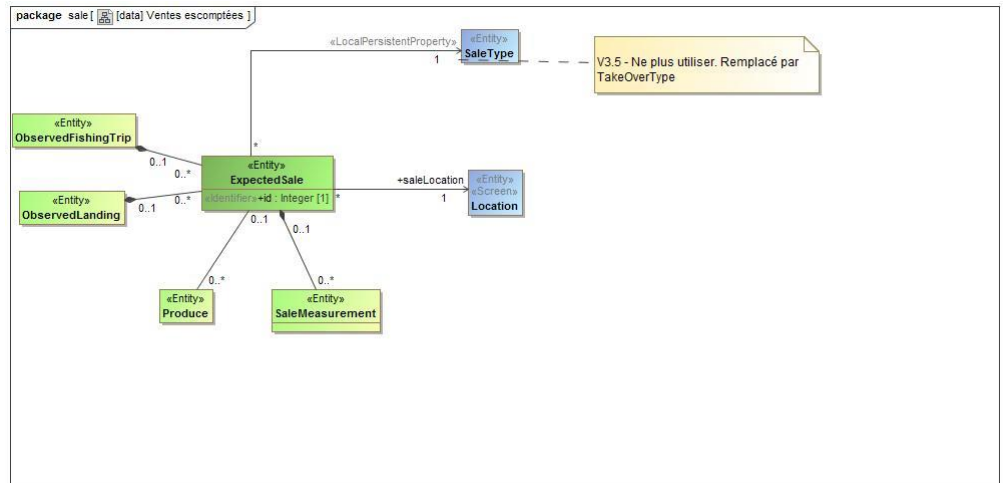 package sale [ [data] Ventes escomptées ]
«LocalPersistentProperty»
1
«Entity»
SaleType
V3.5 - Ne plus utiliser. Remplacé par
TakeOverType
«Entity»
ObservedFishingTrip
0..1
0..*
*
«Entity»
ExpectedSale
«Identifier»+id : Integer [1]
*
+saleLocation
1
«Entity»
«Screen»
Location
«Entity»
ObservedLanding
0..1
0..*
0..1
0..1
0..*
0..*
«Entity»
Produce
«Entity»
SaleMeasurement